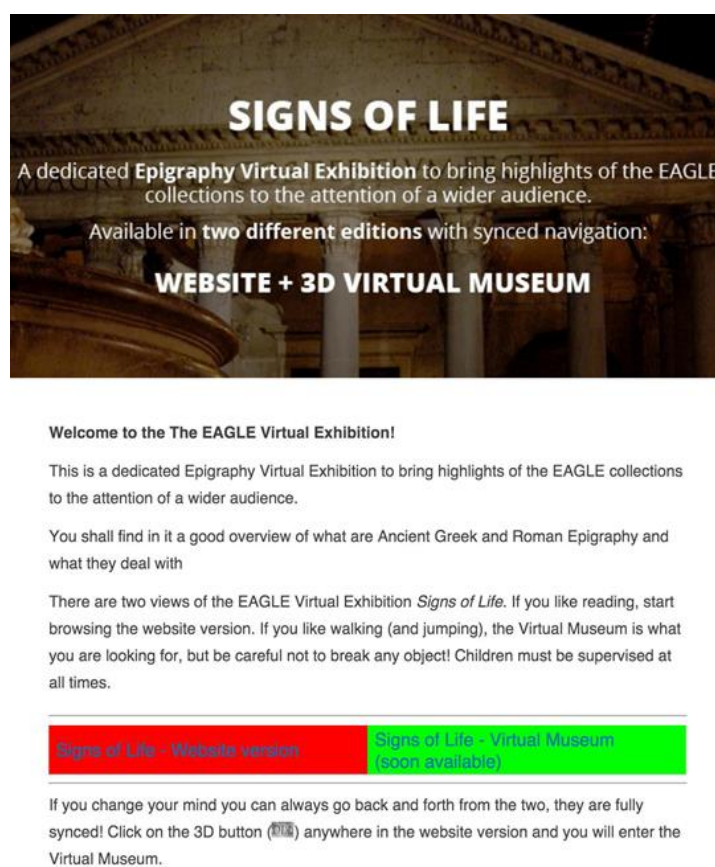 SIGNS OF LIFE
A dedicated Epigraphy Virtual Exhibition to bring highlights of the EAGLE
collections to the attention of a wider audience.
Available in two different editions with synced navigation:
WEBSITE + 3D VIRTUAL MUSEUM
Welcome to the The EAGLE Virtual Exhibition!
This is a dedicated Epigraphy Virtual Exhibition to bring highlights of the EAGLE collections
to the attention of a wider audience.
You shall find in it a good overview of what are Ancient Greek and Roman Epigraphy and
what they deal with
There are two views of the EAGLE Virtual Exhibition Signs of Life. If you like reading, start
browsing the website version. If you like walking (and jumping), the Virtual Museum is what
you are looking for, but be careful not to break any object! Children must be supervised at
all times.
Signs of Life - Website version
Signs of Life - Virtual Museum
(soon available)
If you change your mind you can always go back and forth from the two, they are fully
synced! Click on the 3D button () anywhere in the website version and you will enter the
Virtual Museum.